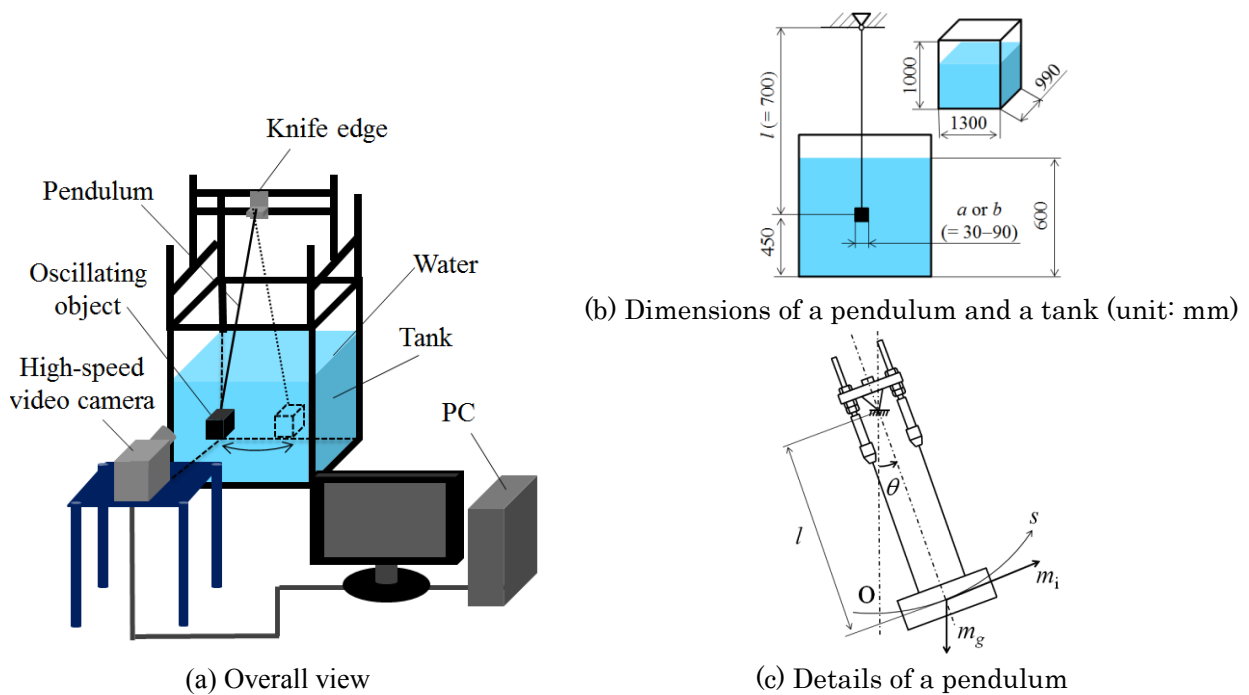 Knife edge
Pendulum
Oscillating
object
Water
Tank
High-speed
video camera
PC
(a) Overall view
l (= 700)
450
a or b
(= 30–90)
600
1000
1300
990
(b) Dimensions of a pendulum and a tank (unit: mm)
θ
l
s
O
mi
mg
(c) Details of a pendulum